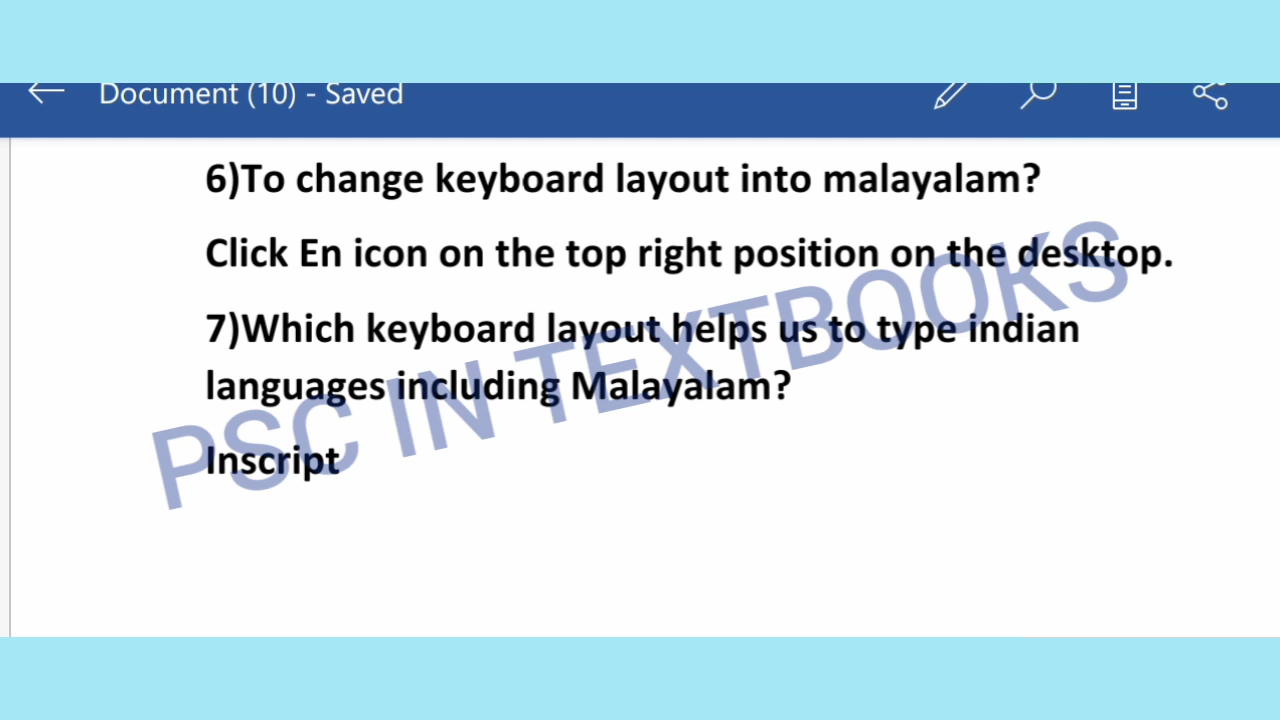 Document (10) - Saved
6)To change keyboard layout into malayalam?
Click En icon on the top right position on the desktop.
7)Which keyboard layout helps us to type indian
languages including Malayalam?
Inscript
PSC IN TEXTBOOKS